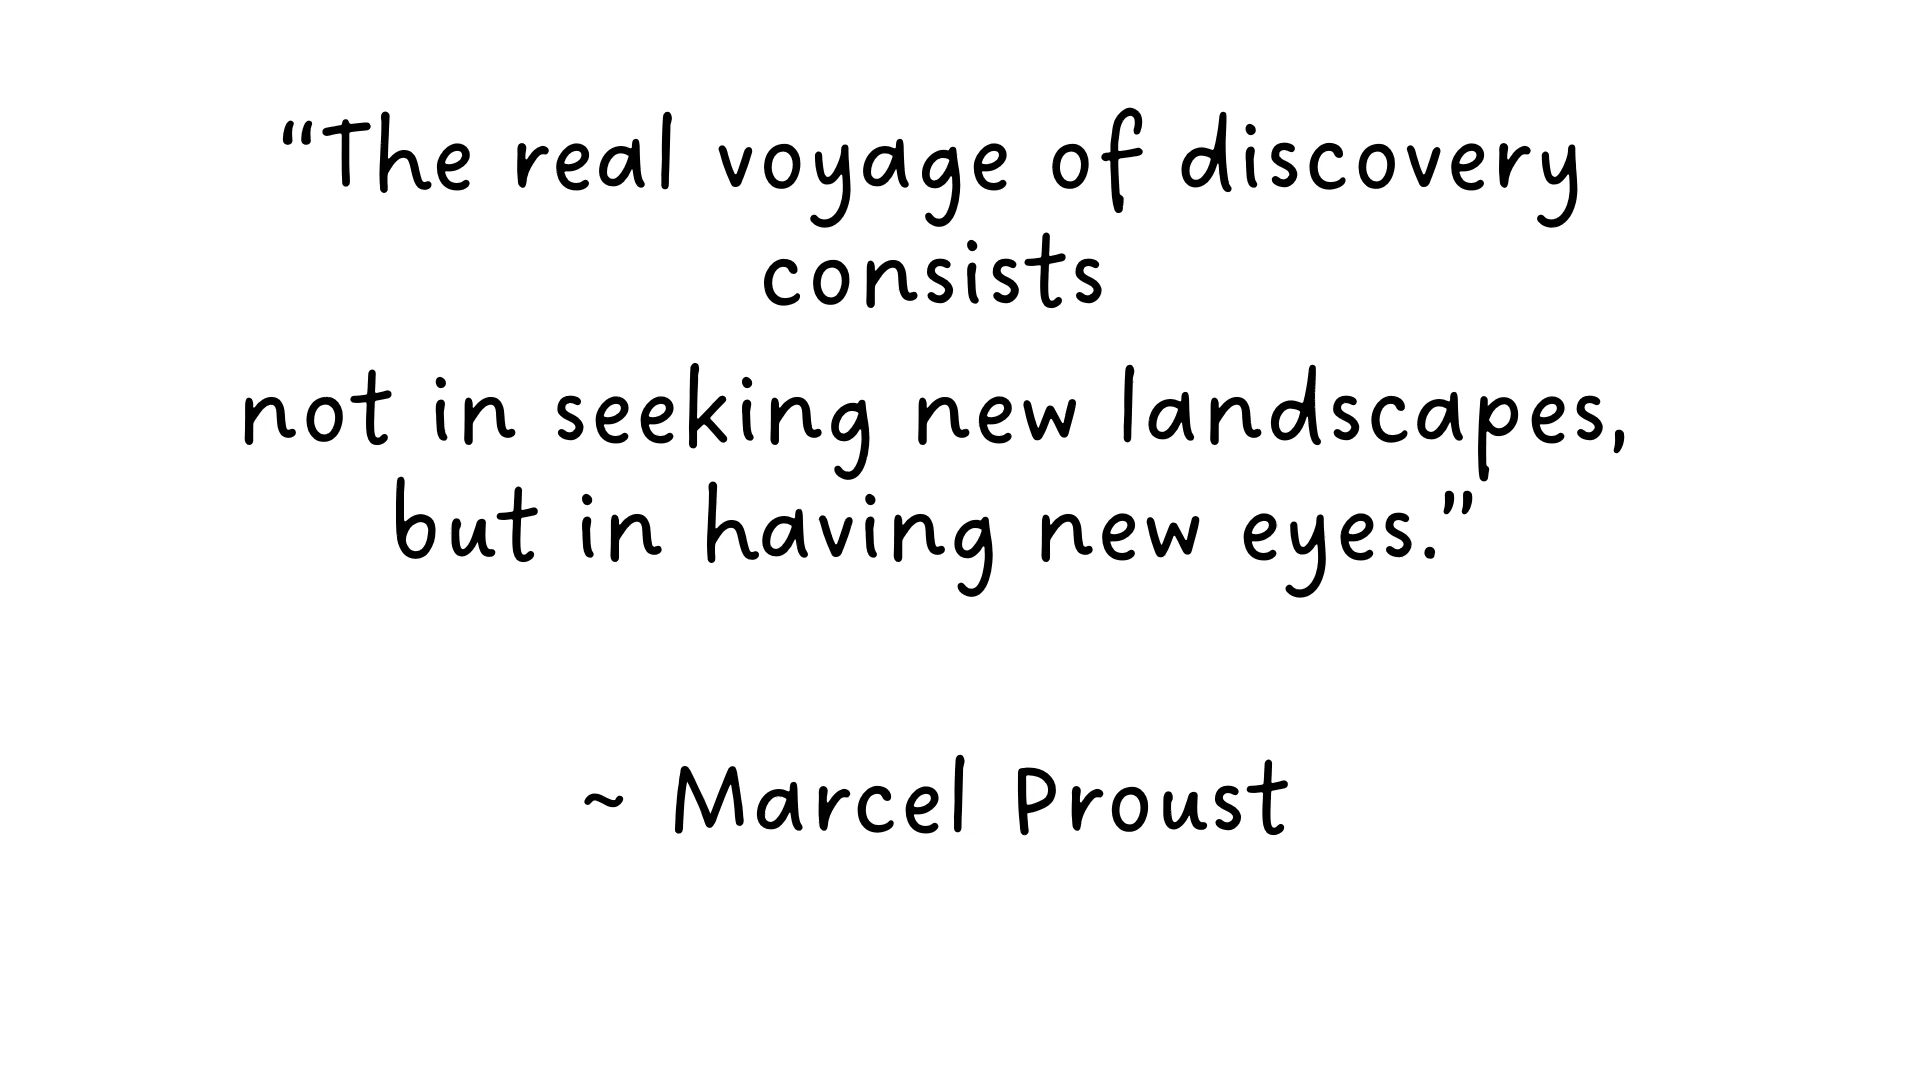 “The real voyage of discovery
consists
not in seeking new landscapes,
but in having new eyes.”
~ Marcel Proust